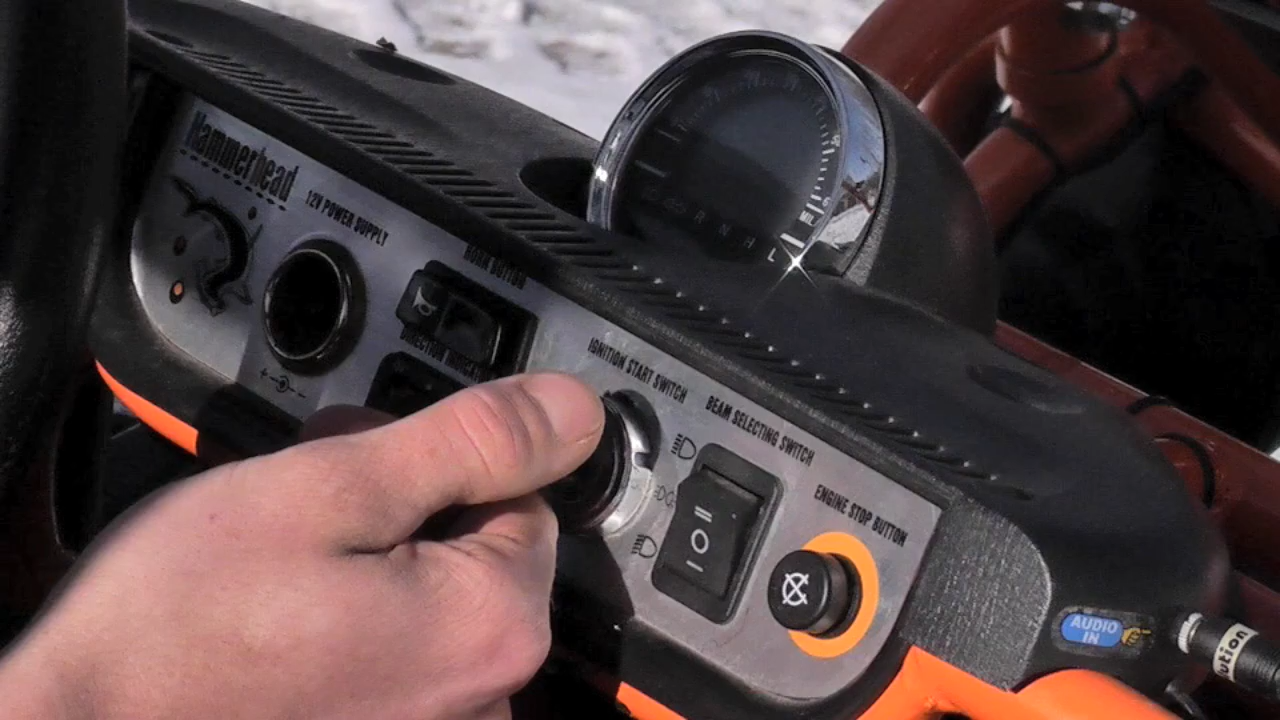 Hammerhead
12V POWER SUPPLY
HORN BUTTON
IGNITION START SWITCH
BEAM SELECTING SWITCH
ENGINE STOP BUTTON
R N H L
AUDIO
IN